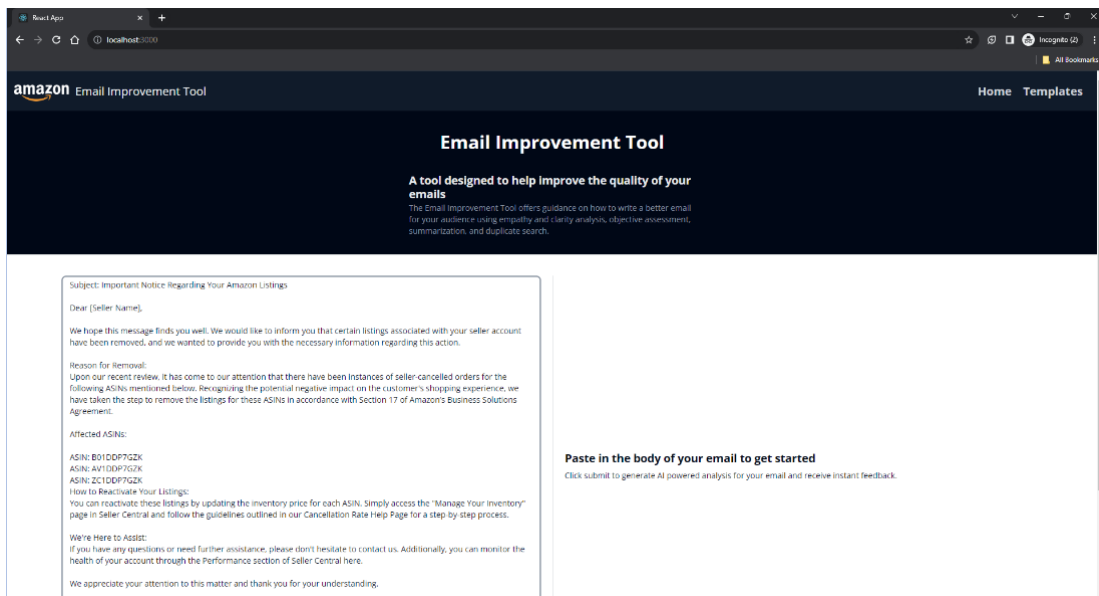 React App
localhost:3000
Incognito (2)
All Bookmarks
amazon Email Improvement Tool
Home Templates
Email Improvement Tool
A tool designed to help improve the quality of your
emails
The Email Improvement Tool offers guidance on how to write a better email
for your audience using empathy and clarity analysis, objective assessment,
summarization, and duplicate search.
Subject: Important Notice Regarding Your Amazon Listings
Dear [Seller Name],
We hope this message finds you well. We would like to inform you that certain listings associated with your seller account
have been removed, and we wanted to provide you with the necessary information regarding this action.
Reason for Removal:
Upon our recent review, it has come to our attention that there have been instances of seller-cancelled orders for the
following ASINs mentioned below. Recognizing the potential negative impact on the customer's shopping experience, we
have taken the step to remove the listings for these ASINs in accordance with Section 17 of Amazon's Business Solutions
Agreement.
Affected ASINs:
ASIN: B01DDP7GZK
ASIN: AV1DDP7GZK
ASIN: ZC1DDP7GZK
How to Reactivate Your Listings:
You can reactivate these listings by updating the inventory price for each ASIN. Simply access the "Manage Your Inventory"
page in Seller Central and follow the guidelines outlined in our Cancellation Rate Help Page for a step-by-step process.
We're Here to Assist:
If you have any questions or need further assistance, please don't hesitate to contact us. Additionally, you can monitor the
health of your account through the Performance section of Seller Central here.
We appreciate your attention to this matter and thank you for your understanding.
Paste in the body of your email to get started
Click submit to generate AI powered analysis for your email and receive instant feedback.